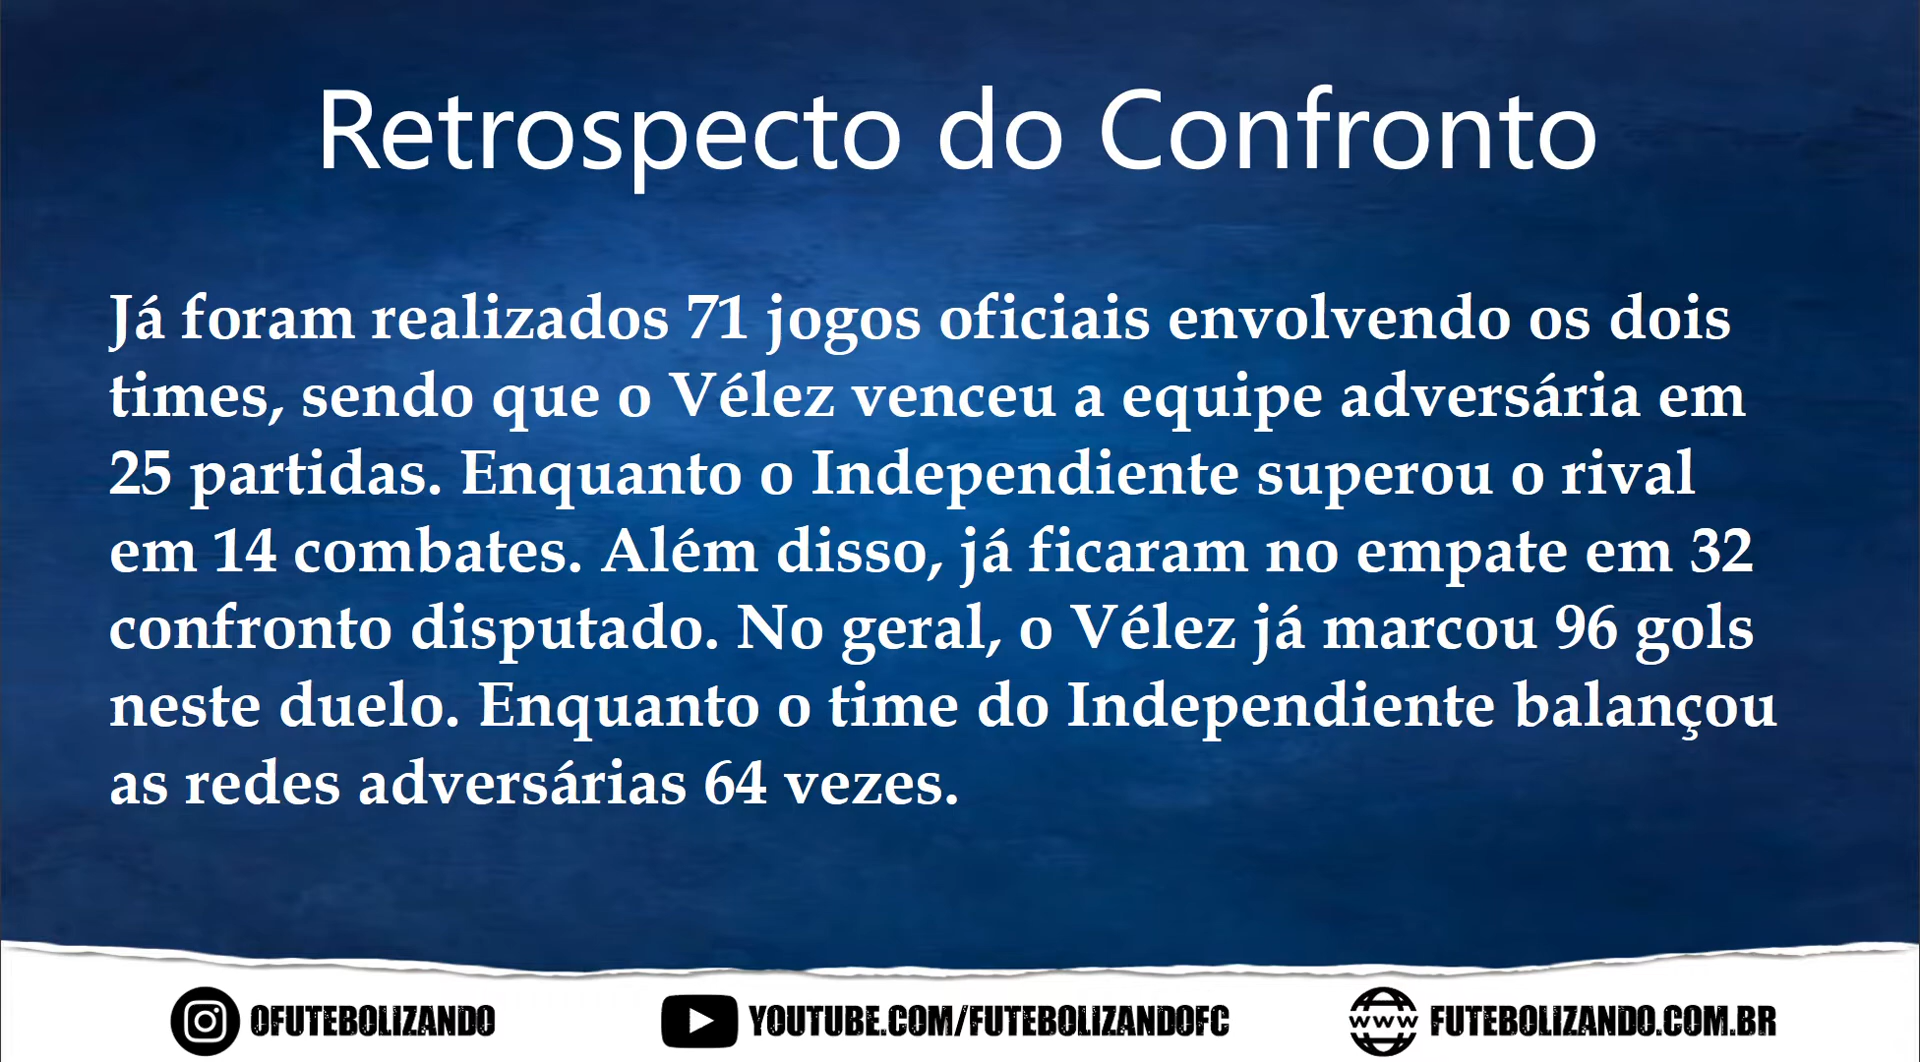 Retrospecto do Confronto
Já foram realizados 71 jogos oficiais envolvendo os dois
times, sendo que o Vélez venceu a equipe adversária em
25 partidas. Enquanto o Independiente superou o rival
em 14 combates. Além disso, já ficaram no empate em 32
confronto disputado. No geral, o Vélez já marcou 96 gols
neste duelo. Enquanto o time do Independiente balançou
as redes adversárias 64 vezes.
OFUTEBOLIZANDO
YOUTUBE.COM/FUTEBOLIZANDOFC
WWW FUTEBOLIZANDO.COM.BR